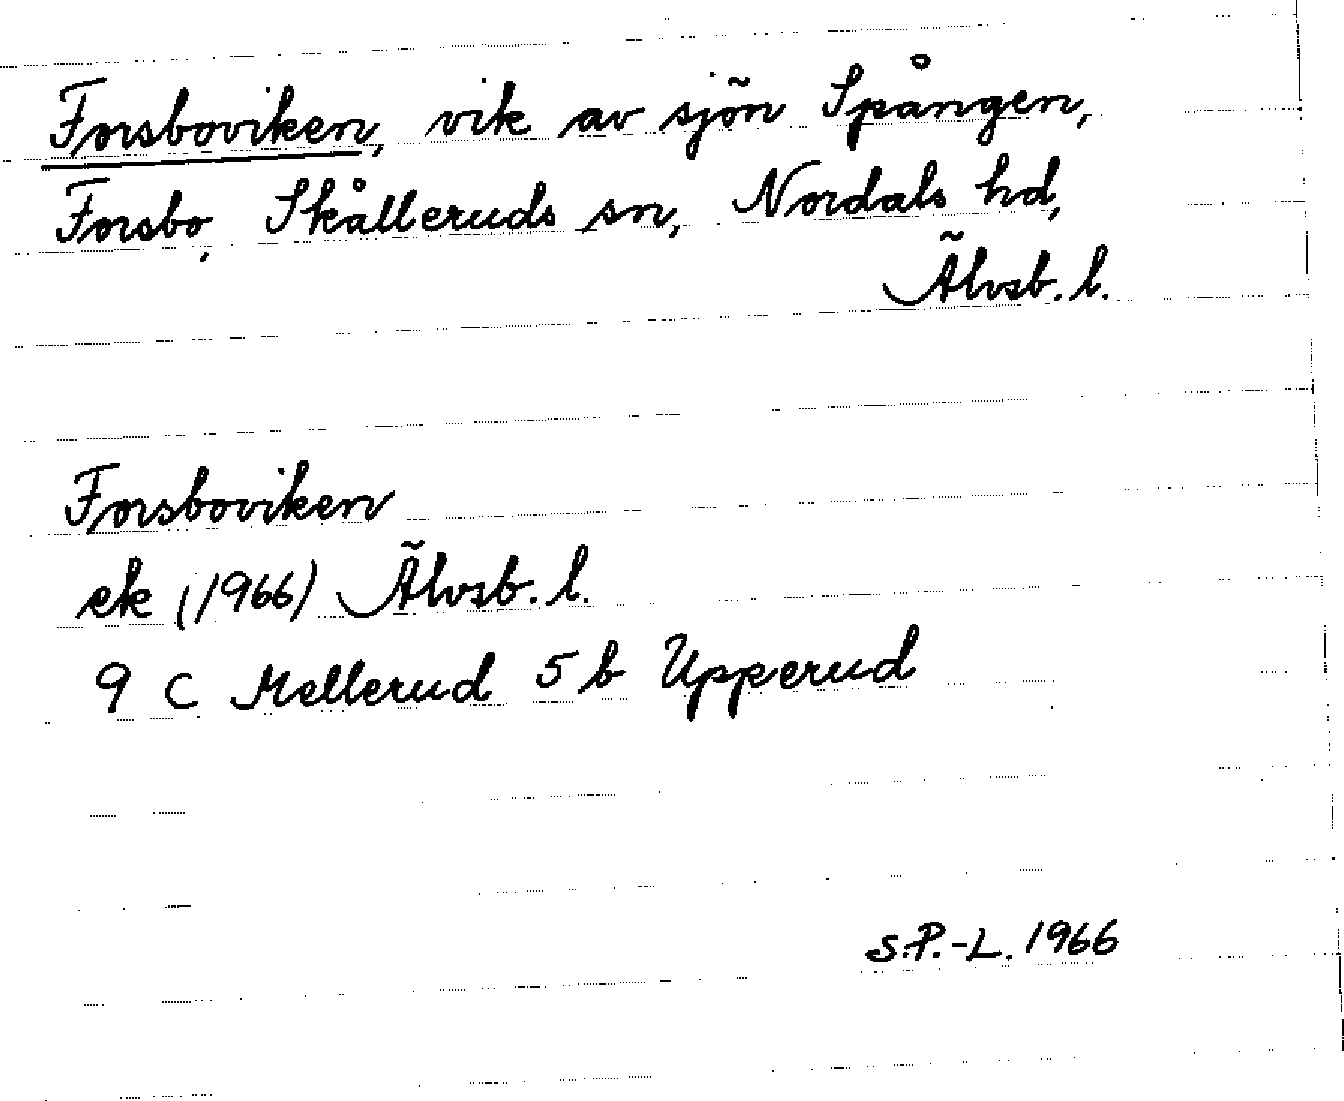 Forsboviken, vik av sjön Spången,
Forsbo, Skålleruds sn, Nordals hd,
Älvsb. l.
Forsboviken
ek (1966) Älvsb. l.
9 C Mellerud 5 b Upperud
S.P.-L. 1966